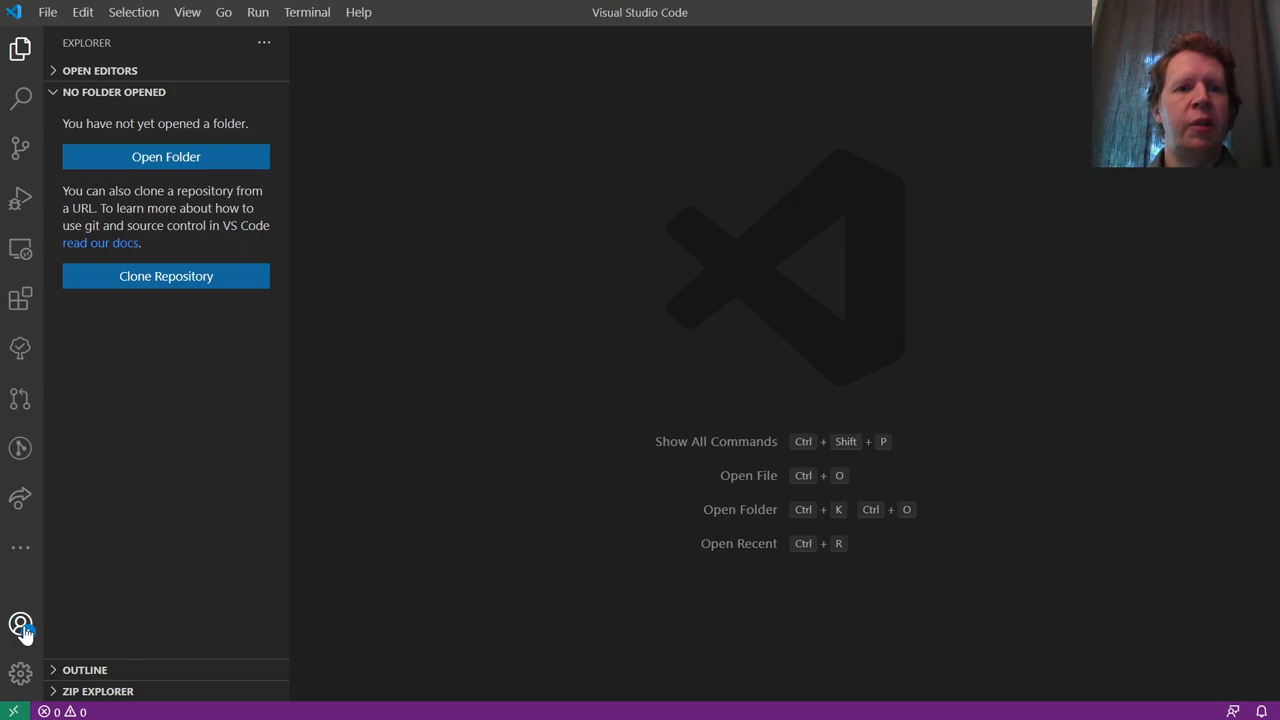 File Edit Selection View Go Run Terminal Help
Visual Studio Code
EXPLORER
OPEN EDITORS
NO FOLDER OPENED
You have not yet opened a folder.
Open Folder
You can also clone a repository from
a URL. To learn more about how to
use git and source control in VS Code
read our docs.
Clone Repository
Show All Commands Ctrl + Shift + P
Open File Ctrl + O
Open Folder Ctrl + K Ctrl + O
Open Recent Ctrl + R
OUTLINE
ZIP EXPLORER
0 0